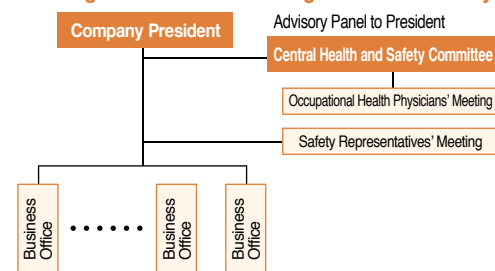 Advisory Panel to President
Company President
Central Health and Safety Committee
Occupational Health Physicians' Meeting
Safety Representatives' Meeting
Business
Office
Business
Office
Business
Office